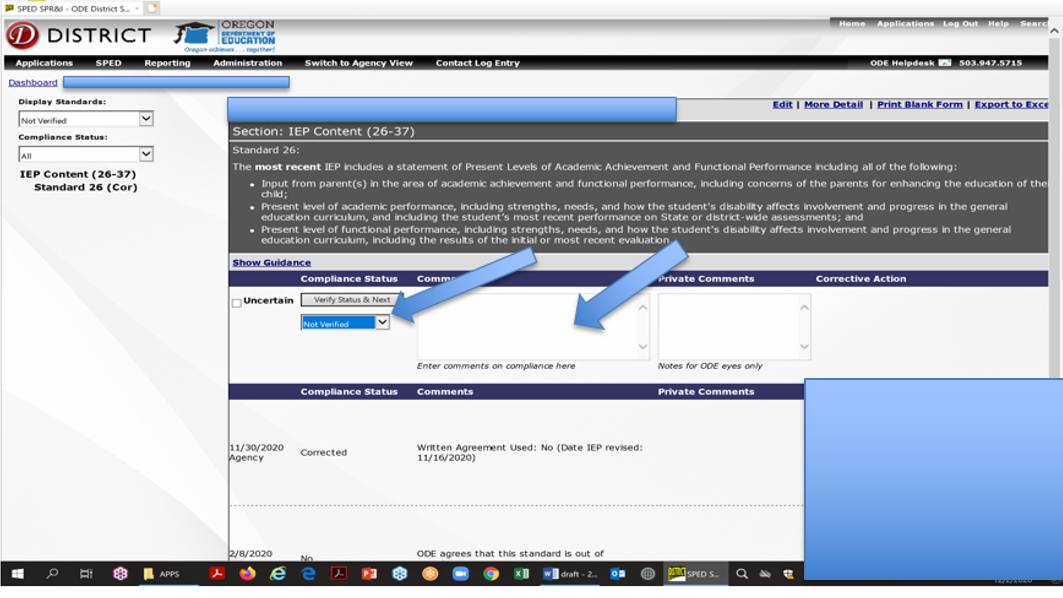 SPED SPR&I - ODE District S...
DISTRICT
OREGON
DEPARTMENT OF
EDUCATION
Oregon achieves . . . together!
Home Applications Log Out Help Search
Applications SPED Reporting Administration Switch to Agency View Contact Log Entry ODE Helpdesk 503.947.5715
Dashboard
Display Standards:
Not Verified
Compliance Status:
All
IEP Content (26-37)
Standard 26 (Cor)
Edit | More Detail | Print Blank Form | Export to Exce
Section: IEP Content (26-37)
Standard 26:
The most recent IEP includes a statement of Present Levels of Academic Achievement and Functional Performance including all of the following:
• Input from parent(s) in the area of academic achievement and functional performance, including concerns of the parents for enhancing the education of the
child;
• Present level of academic performance, including strengths, needs, and how the student's disability affects involvement and progress in the general
education curriculum, and including the student's most recent performance on State or district-wide assessments; and
• Present level of functional performance, including strengths, needs, and how the student's disability affects involvement and progress in the general
education curriculum, including the results of the initial or most recent evaluation.
Show Guidance
Compliance Status Comm Private Comments Corrective Action
Uncertain Verify Status & Next
Not Verified
Enter comments on compliance here Notes for ODE eyes only
Compliance Status Comments Private Comments
11/30/2020
Agency
Corrected
Written Agreement Used: No (Date IEP revised:
11/16/2020)
2/8/2020 No ODE agrees that this standard is out of
APPS draft - 2... SPED S...
12/2/2020